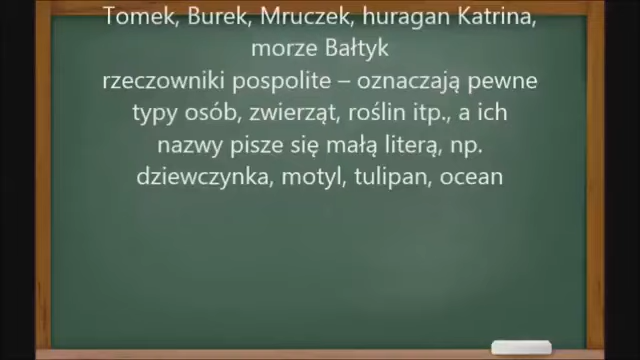 Tomek, Burek, Mruczek, huragan Katrina,
morze Bałtyk
rzeczowniki pospolite – oznaczają pewne
typy osób, zwierząt, roślin itp., a ich
nazwy pisze się małą literą, np.
dziewczynka, motyl, tulipan, ocean